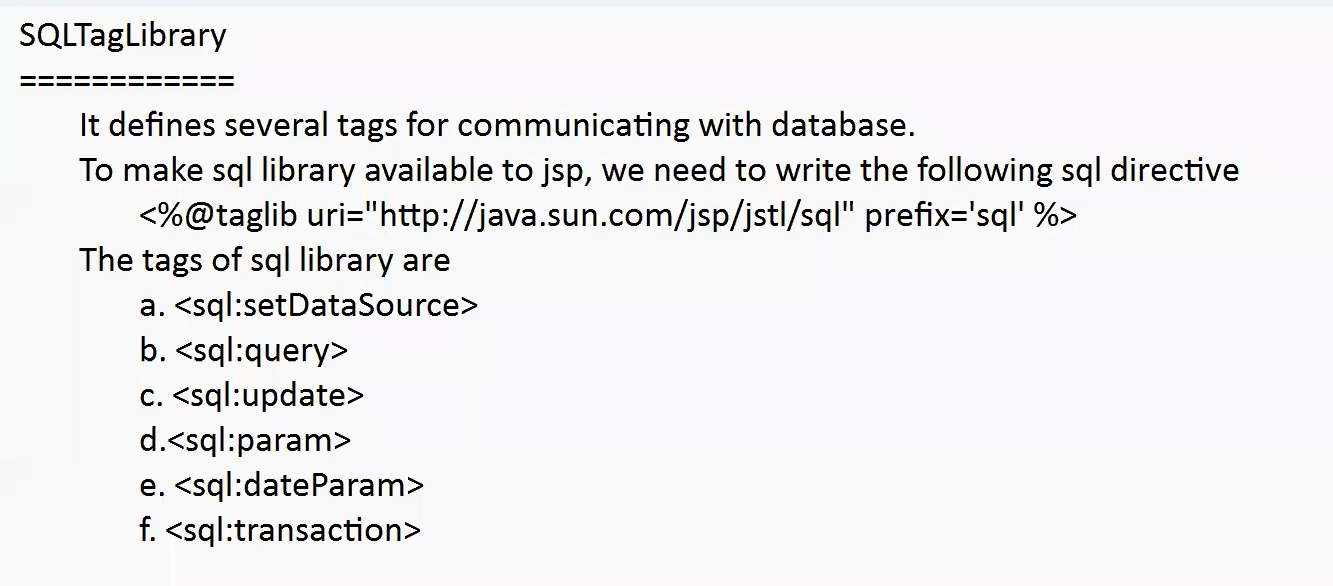 SQLTagLibrary
============
It defines several tags for communicating with database.
To make sql library available to jsp, we need to write the following sql directive
<%@taglib uri="http://java.sun.com/jsp/jstl/sql" prefix='sql' %>
The tags of sql library are
a. <sql:setDataSource>
b. <sql:query>
c. <sql:update>
d.<sql:param>
e. <sql:dateParam>
f. <sql:transaction>